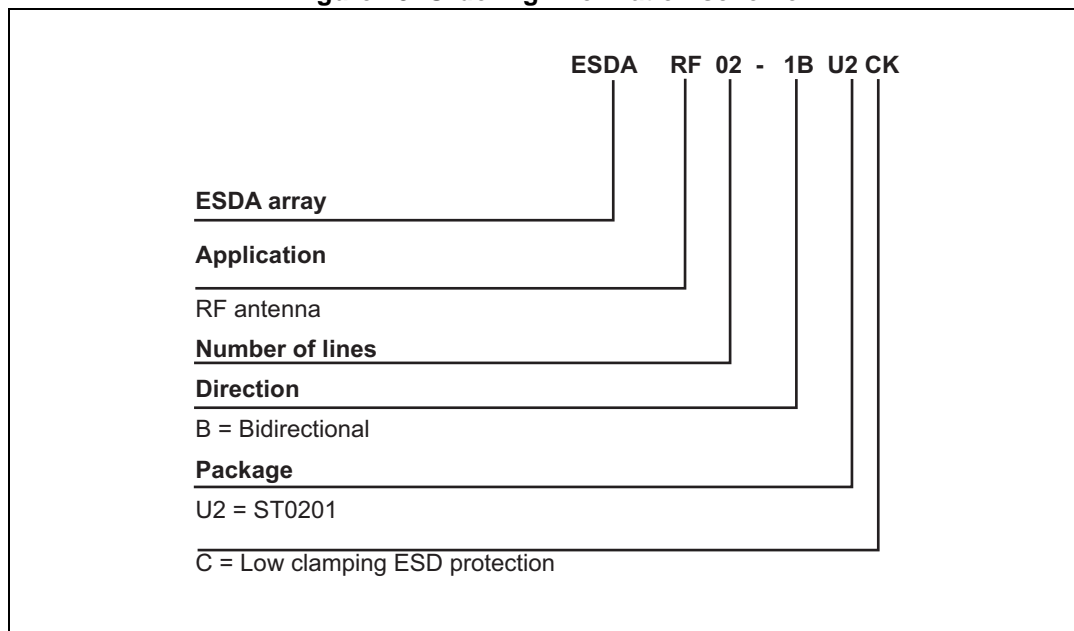 ESDA RF 02 - 1B U2 CK
ESDA array
Application
RF antenna
Number of lines
Direction
B = Bidirectional
Package
U2 = ST0201
C = Low clamping ESD protection